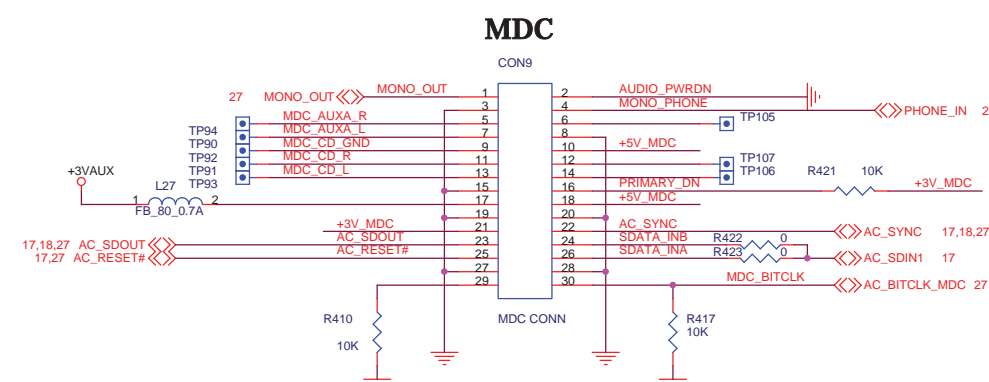 MDC
CON9
27 MONO_OUT MONO_OUT 1 2 AUDIO_PWRDN
3 4 MONO_PHONE PHONE_IN 2
MDC_AUXA_R 5 6 TP105
TP94 MDC_AUXA_L 7 8
TP90 MDC_CD_GND 9 10 +5V_MDC
TP92 MDC_CD_R 11 12 TP107
TP91 MDC_CD_L 13 14 TP106
TP93
+3VAUX L27 15 16 PRIMARY_DN R421 10K +3V_MDC
1 2 17 18 +5V_MDC
FB_80_0.7A
19 20
+3V_MDC 21 22 AC_SYNC AC_SYNC 17,18,27
17,18,27 AC_SDOUT AC_SDOUT 23 24 SDATA_INB R422 0
17,27 AC_RESET# AC_RESET# 25 26 SDATA_INA R423 0 AC_SDIN1 17
27 28
29 30 MDC_BITCLK AC_BITCLK_MDC 27
R410 MDC CONN R417
10K 10K